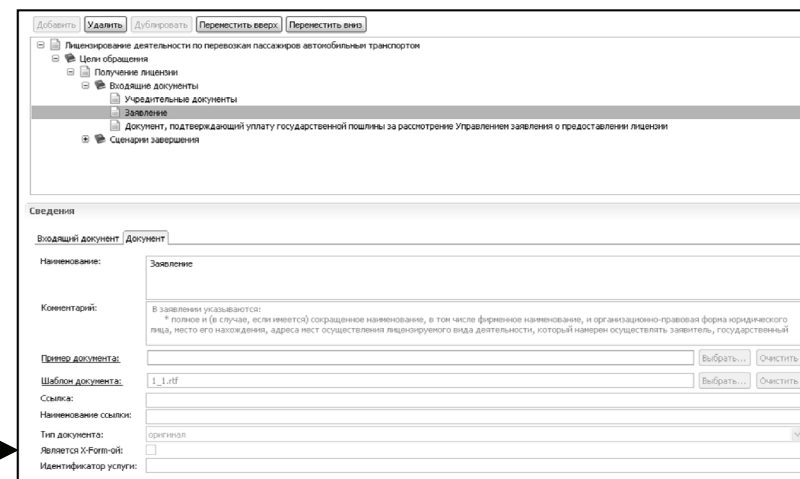 Добавить Удалить Дублировать Переместить вверх Переместить вниз
Лицензирование деятельности по перевозкам пассажиров автомобильным транспортом
Цели обращения
Получение лицензии
Входящие документы
Учредительные документы
Заявление
Документ, подтверждающий уплату государственной пошлины за рассмотрение Управлением заявления о предоставлении лицензии
Сценарии завершения
Сведения
Входящий документ Документ
Наименование: Заявление
Комментарий: В заявлении указываются:
* полное и (в случае, если имеется) сокращенное наименование, в том числе фирменное наименование, и организационно-правовая форма юридического
лица, место его нахождения, адреса мест осуществления лицензируемого вида деятельности, который намерен осуществлять заявитель, государственный
Пример документа: Выбрать... Очистить
Шаблон документа: 1_1.rtf Выбрать... Очистить
Ссылка:
Наименование ссылки:
Тип документа: оригинал
Является X-Form-ой:
Идентификатор услуги: